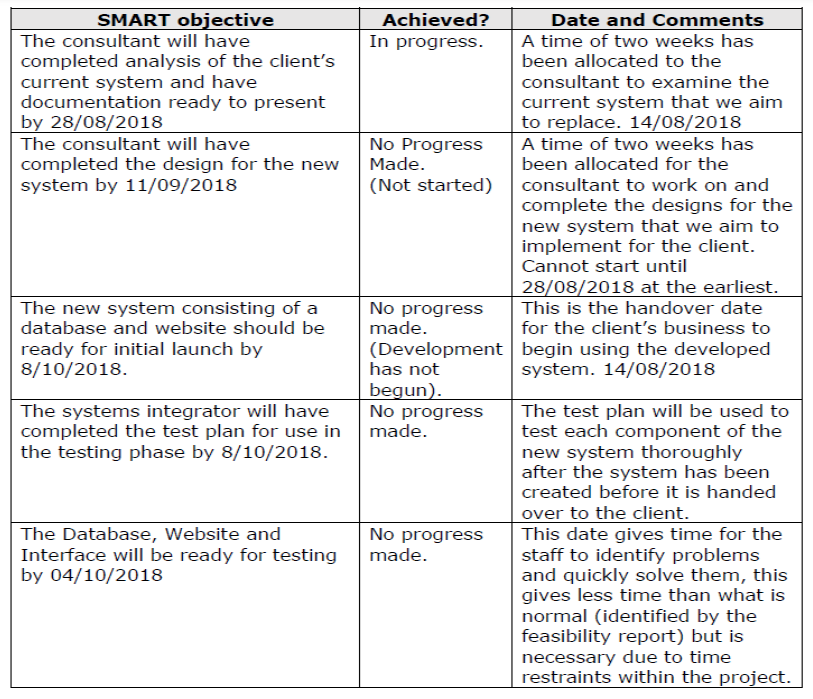 SMART objective
Achieved?
Date and Comments
The consultant will have
completed analysis of the client's
current system and have
documentation ready to present
by 28/08/2018
In progress.
A time of two weeks has
been allocated to the
consultant to examine the
current system that we aim
to replace. 14/08/2018
The consultant will have
completed the design for the new
system by 11/09/2018
No Progress
Made.
(Not started)
A time of two weeks has
been allocated for the
consultant to work on and
complete the designs for the
new system that we aim to
implement for the client.
Cannot start until
28/08/2018 at the earliest.
The new system consisting of a
database and website should be
ready for initial launch by
8/10/2018.
No progress
made.
(Development
has not
begun).
This is the handover date
for the client's business to
begin using the developed
system. 14/08/2018
The systems integrator will have
completed the test plan for use in
the testing phase by 8/10/2018.
No progress
made.
The test plan will be used to
test each component of the
new system thoroughly
after the system has been
created before it is handed
over to the client.
The Database, Website and
Interface will be ready for testing
by 04/10/2018
No progress
made.
This date gives time for the
staff to identify problems
and quickly solve them, this
gives less time than what is
normal (identified by the
feasibility report) but is
necessary due to time
restraints within the project.